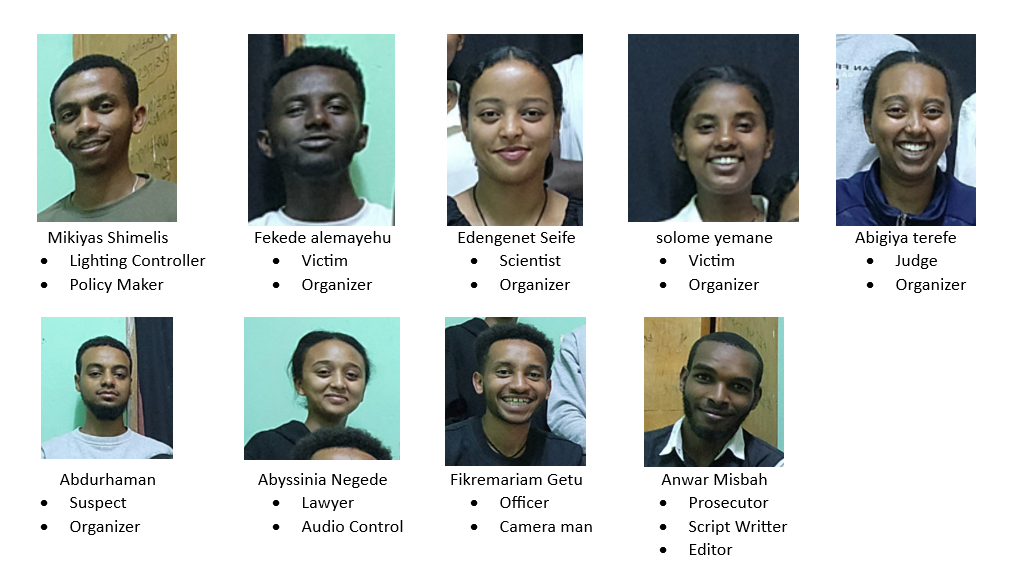 Mikiyas Shimelis
• Lighting Controller
• Policy Maker
Fekede alemayehu
• Victim
• Organizer
Edengenet Seife
• Scientist
• Organizer
solome yemane
• Victim
• Organizer
Abigiya terefe
• Judge
• Organizer
Abdurhaman
• Suspect
• Organizer
Abyssinia Negede
• Lawyer
• Audio Control
Fikremariam Getu
• Officer
• Camera man
Anwar Misbah
• Prosecutor
• Script Writter
• Editor